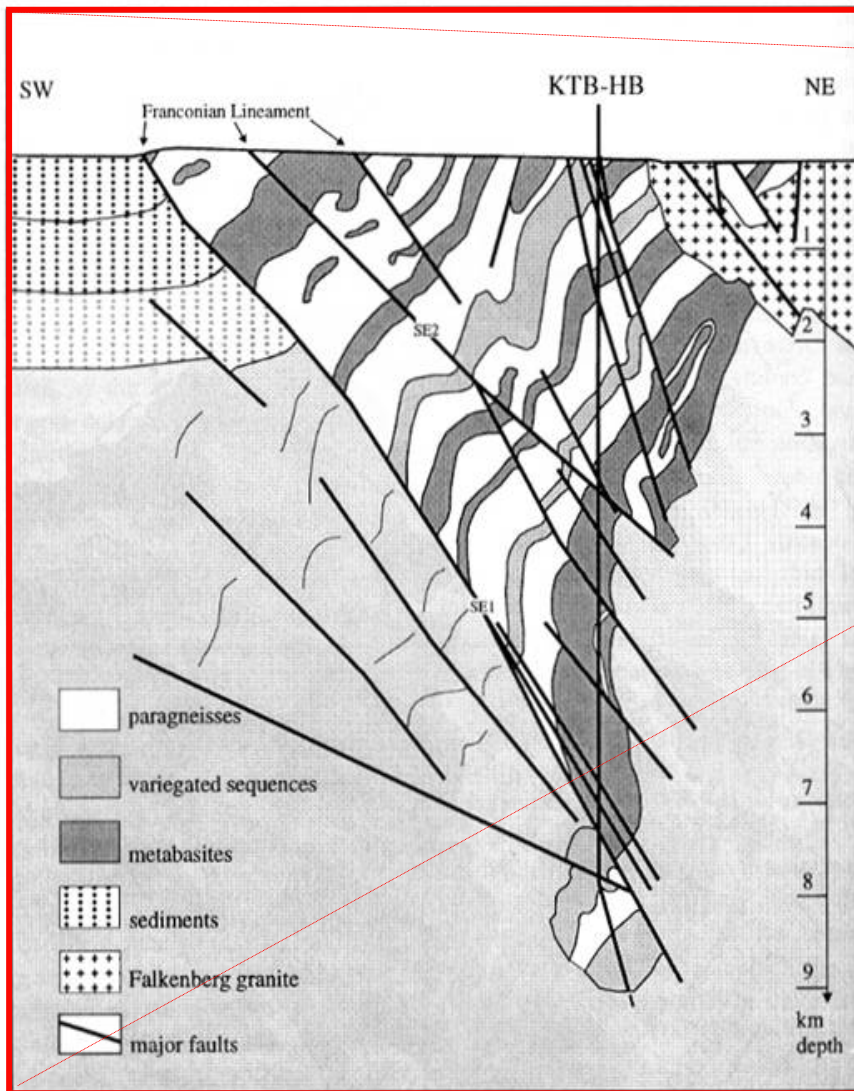 SW
KTB-HB
NE
Franconian Lineament
1
2
SE2
3
4
5
SE1
6
paragneisses
7
variegated sequences
metabasites
8
sediments
Falkenberg granite
9
major faults
km
depth